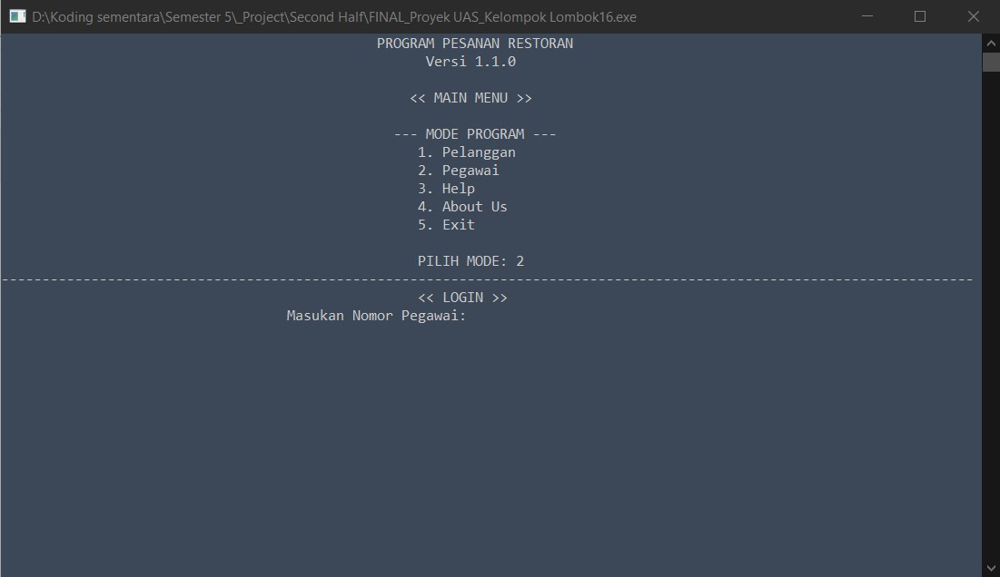 D:\Koding sementara\Semester 5\_Project\Second Half\FINAL_Proyek UAS_Kelompok Lombok16.exe
PROGRAM PESANAN RESTORAN
Versi 1.1.0
<< MAIN MENU >>
--- MODE PROGRAM ---
1. Pelanggan
2. Pegawai
3. Help
4. About Us
5. Exit
PILIH MODE: 2
-----------------------------------------------------------------------------------------------------------------------
<< LOGIN >>
Masukan Nomor Pegawai: